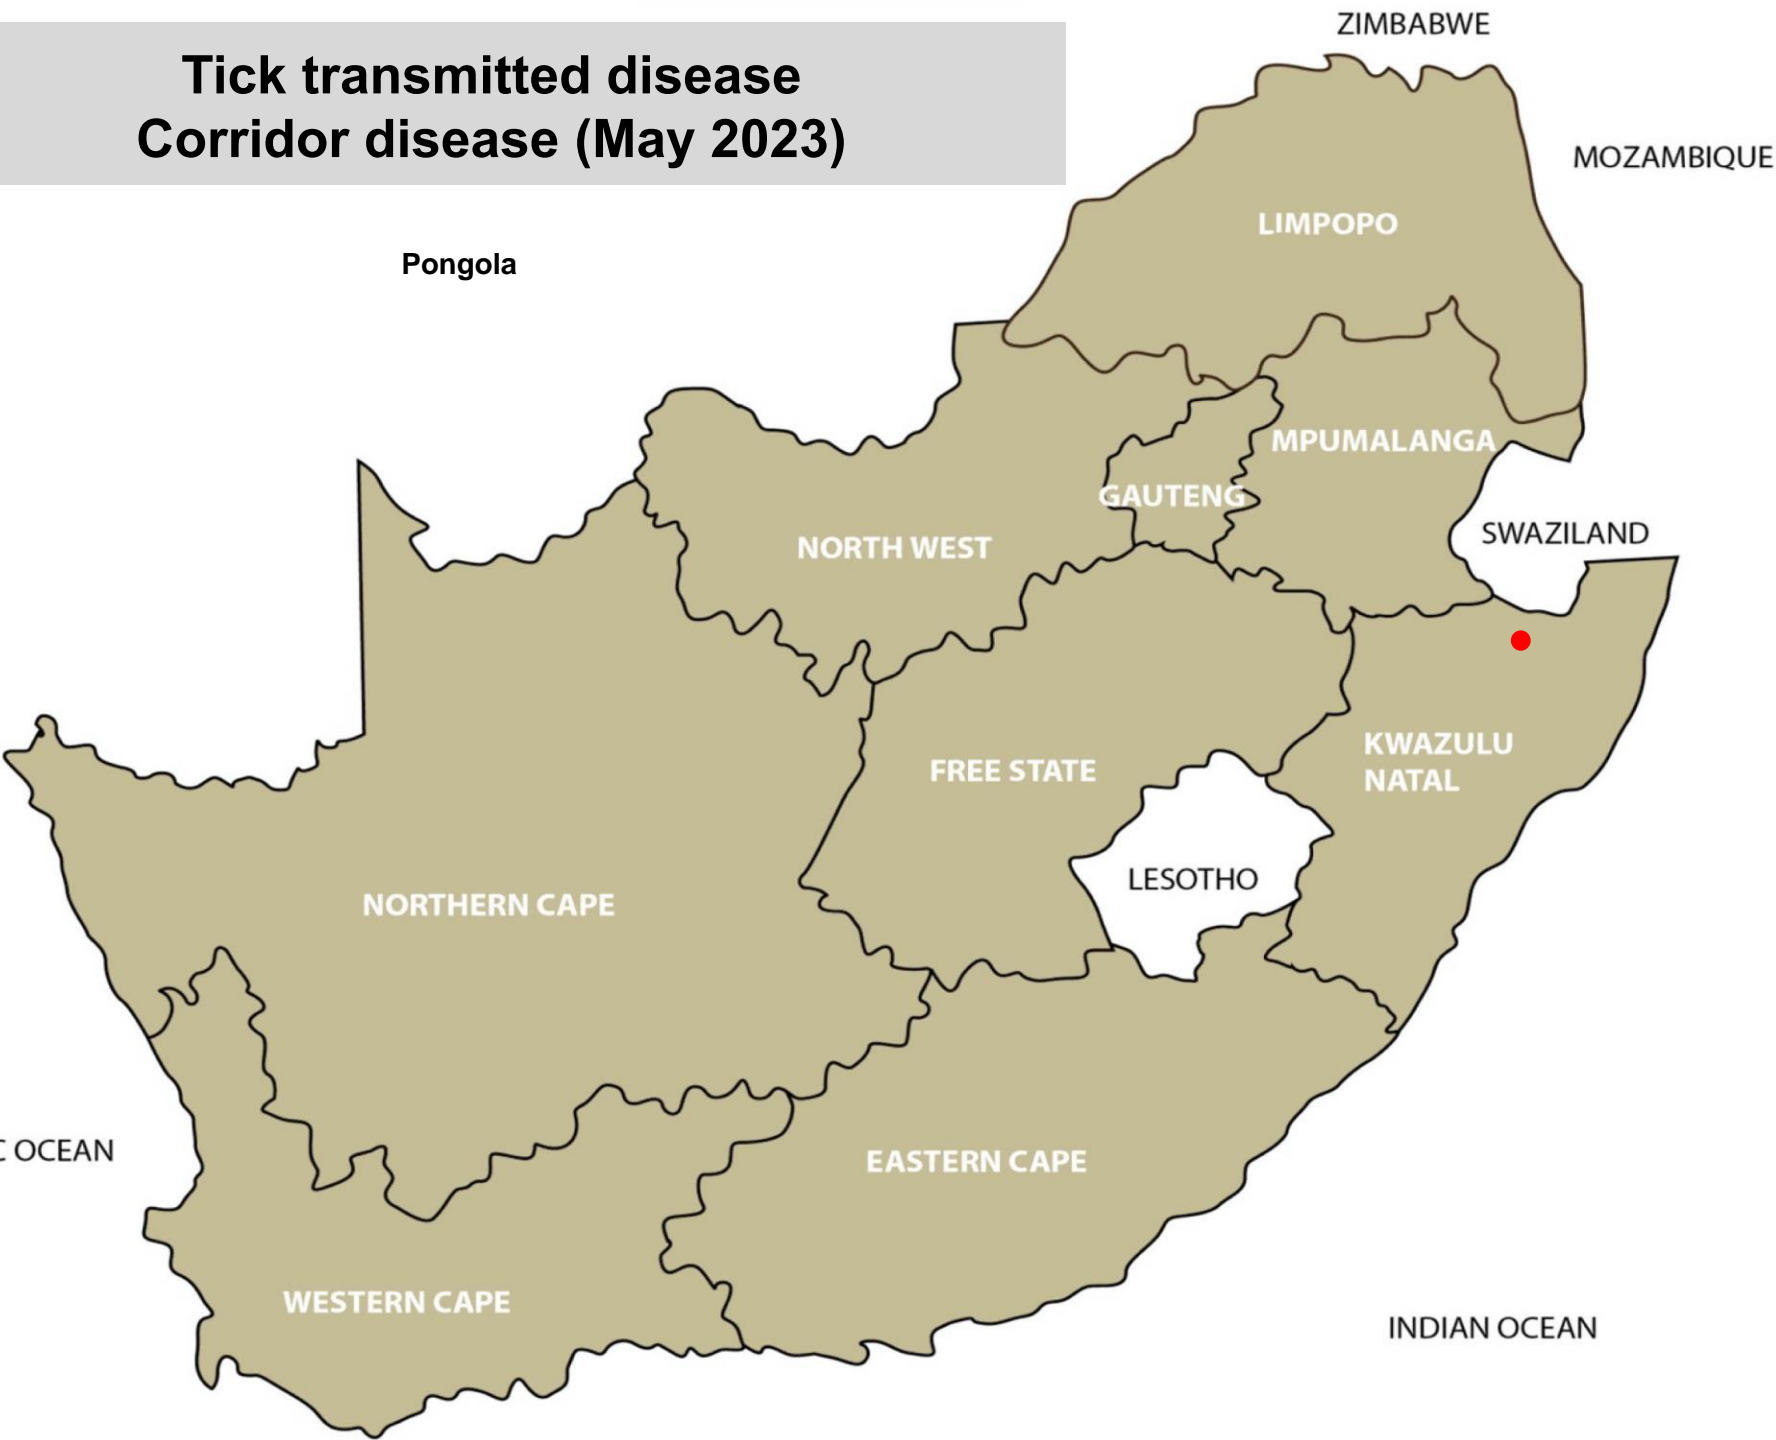 ZIMBABWE
Tick transmitted disease
Corridor disease (May 2023)
MOZAMBIQUE
LIMPOPO
Pongola
MPUMALANGA
GAUTENG
SWAZILAND
NORTH WEST
KWAZULU
NATAL
FREE STATE
LESOTHO
NORTHERN CAPE
C OCEAN
EASTERN CAPE
WESTERN CAPE
INDIAN OCEAN